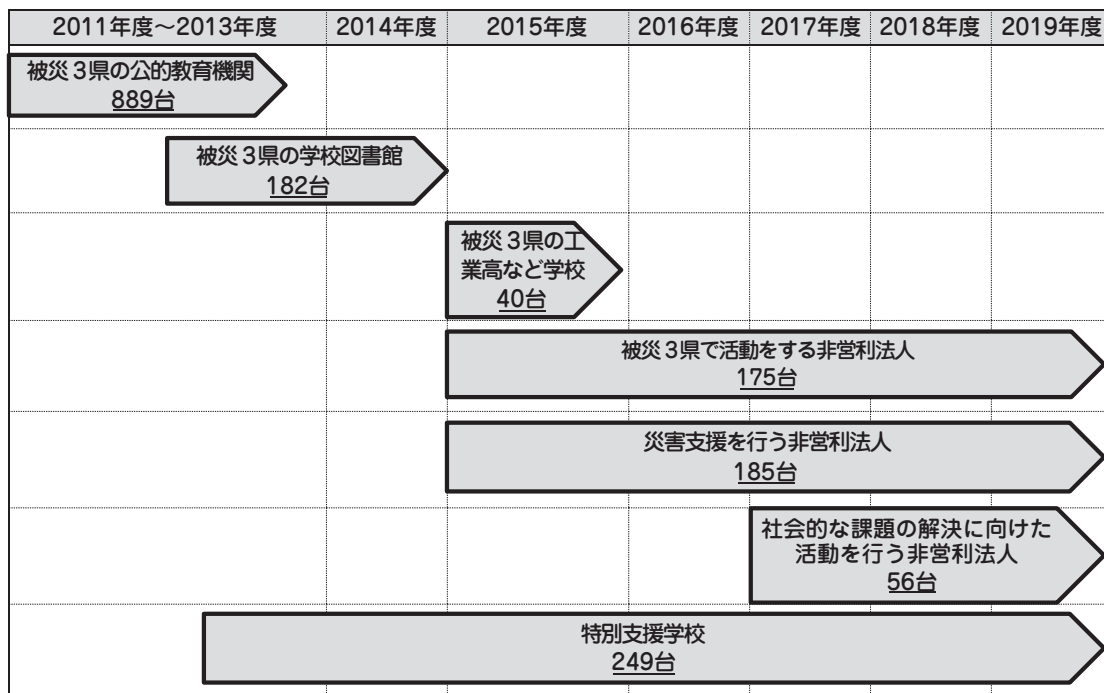 2011年度～2013年度 2014年度 2015年度 2016年度 2017年度 2018年度 2019年度
被災３県の公的教育機関
889台
被災３県の学校図書館
182台
被災３県の工
業高など学校
40台
被災３県で活動をする非営利法人
175台
災害支援を行う非営利法人
185台
社会的な課題の解決に向けた
活動を行う非営利法人
56台
特別支援学校
249台